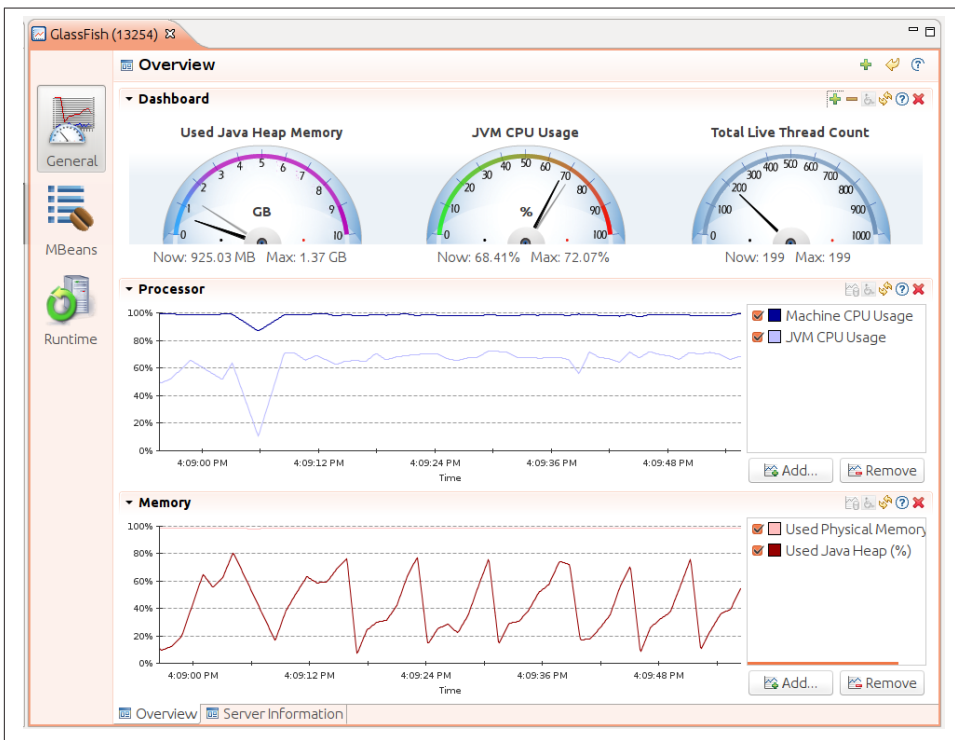 GlassFish (13254)
Overview
General
MBeans
Runtime
Dashboard
Used Java Heap Memory
0 1 2 3 4 5 6 7 8 9 10
GB
Now: 925.03 MB Max: 1.37 GB
JVM CPU Usage
0 10 20 30 40 50 60 70 80 90 100
%
Now: 68.41% Max: 72.07%
Total Live Thread Count
0 100 200 300 400 500 600 700 800 900 1000
Now: 199 Max: 199
Processor
100%
80%
60%
40%
20%
0%
4:09:00 PM 4:09:12 PM 4:09:24 PM 4:09:36 PM 4:09:48 PM
Time
Machine CPU Usage
JVM CPU Usage
Add... Remove
Memory
100%
80%
60%
40%
20%
0%
4:09:00 PM 4:09:12 PM 4:09:24 PM 4:09:36 PM 4:09:48 PM
Time
Used Physical Memory
Used Java Heap (%)
Add... Remove
Overview Server Information